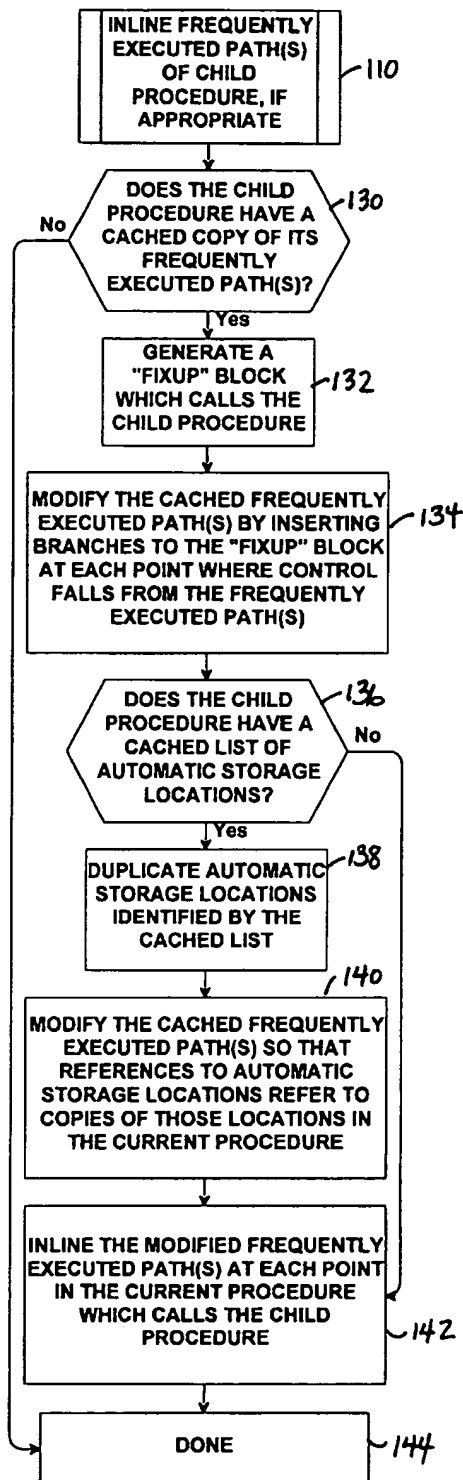 INLINE FREQUENTLY
EXECUTED PATH(S)
OF CHILD
PROCEDURE, IF
APPROPRIATE
110
DOES THE CHILD
PROCEDURE HAVE A
CACHED COPY OF ITS
FREQUENTLY
EXECUTED PATH(S)?
130
No
Yes
GENERATE A
"FIXUP" BLOCK
WHICH CALLS THE
CHILD PROCEDURE
132
MODIFY THE CACHED FREQUENTLY
EXECUTED PATH(S) BY INSERTING
BRANCHES TO THE "FIXUP" BLOCK
AT EACH POINT WHERE CONTROL
FALLS FROM THE FREQUENTLY
EXECUTED PATH(S)
134
DOES THE CHILD
PROCEDURE HAVE A
CACHED LIST OF
AUTOMATIC STORAGE
LOCATIONS?
136
No
Yes
DUPLICATE AUTOMATIC
STORAGE LOCATIONS
IDENTIFIED BY THE
CACHED LIST
138
140
MODIFY THE CACHED FREQUENTLY
EXECUTED PATH(S) SO THAT
REFERENCES TO AUTOMATIC
STORAGE LOCATIONS REFER TO
COPIES OF THOSE LOCATIONS IN
THE CURRENT PROCEDURE
INLINE THE MODIFIED FREQUENTLY
EXECUTED PATH(S) AT EACH POINT
IN THE CURRENT PROCEDURE
WHICH CALLS THE CHILD
PROCEDURE
142
DONE
144